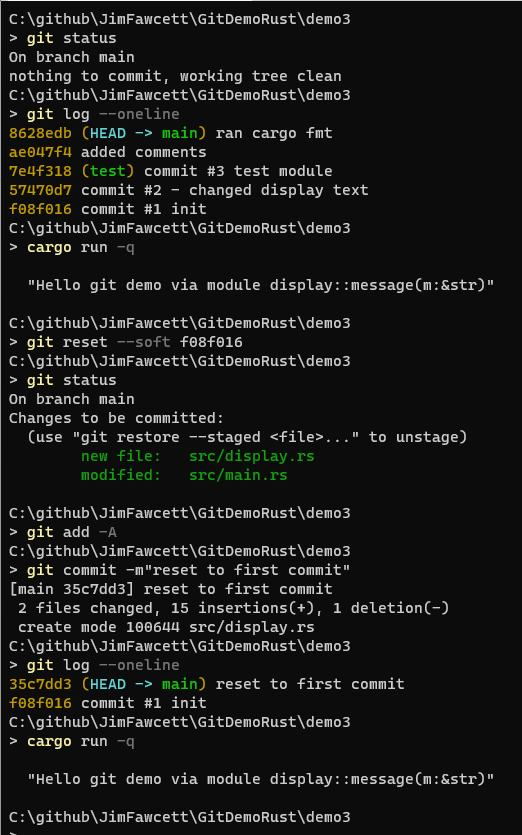 C:\github\JimFawcett\GitDemoRust\demo3
> git status
On branch main
nothing to commit, working tree clean
C:\github\JimFawcett\GitDemoRust\demo3
> git log --oneline
8628edb (HEAD -> main) ran cargo fmt
ae047f4 added comments
7e4f318 (test) commit #3 test module
57470d7 commit #2 - changed display text
f08f016 commit #1 init
C:\github\JimFawcett\GitDemoRust\demo3
> cargo run -q
"Hello git demo via module display::message(m:&str)"
C:\github\JimFawcett\GitDemoRust\demo3
> git reset --soft f08f016
C:\github\JimFawcett\GitDemoRust\demo3
> git status
On branch main
Changes to be committed:
(use "git restore --staged <file>..." to unstage)
new file:   src/display.rs
modified:   src/main.rs
C:\github\JimFawcett\GitDemoRust\demo3
> git add -A
C:\github\JimFawcett\GitDemoRust\demo3
> git commit -m"reset to first commit"
[main 35c7dd3] reset to first commit
2 files changed, 15 insertions(+), 1 deletion(-)
create mode 100644 src/display.rs
C:\github\JimFawcett\GitDemoRust\demo3
> git log --oneline
35c7dd3 (HEAD -> main) reset to first commit
f08f016 commit #1 init
C:\github\JimFawcett\GitDemoRust\demo3
> cargo run -q
"Hello git demo via module display::message(m:&str)"
C:\github\JimFawcett\GitDemoRust\demo3
>